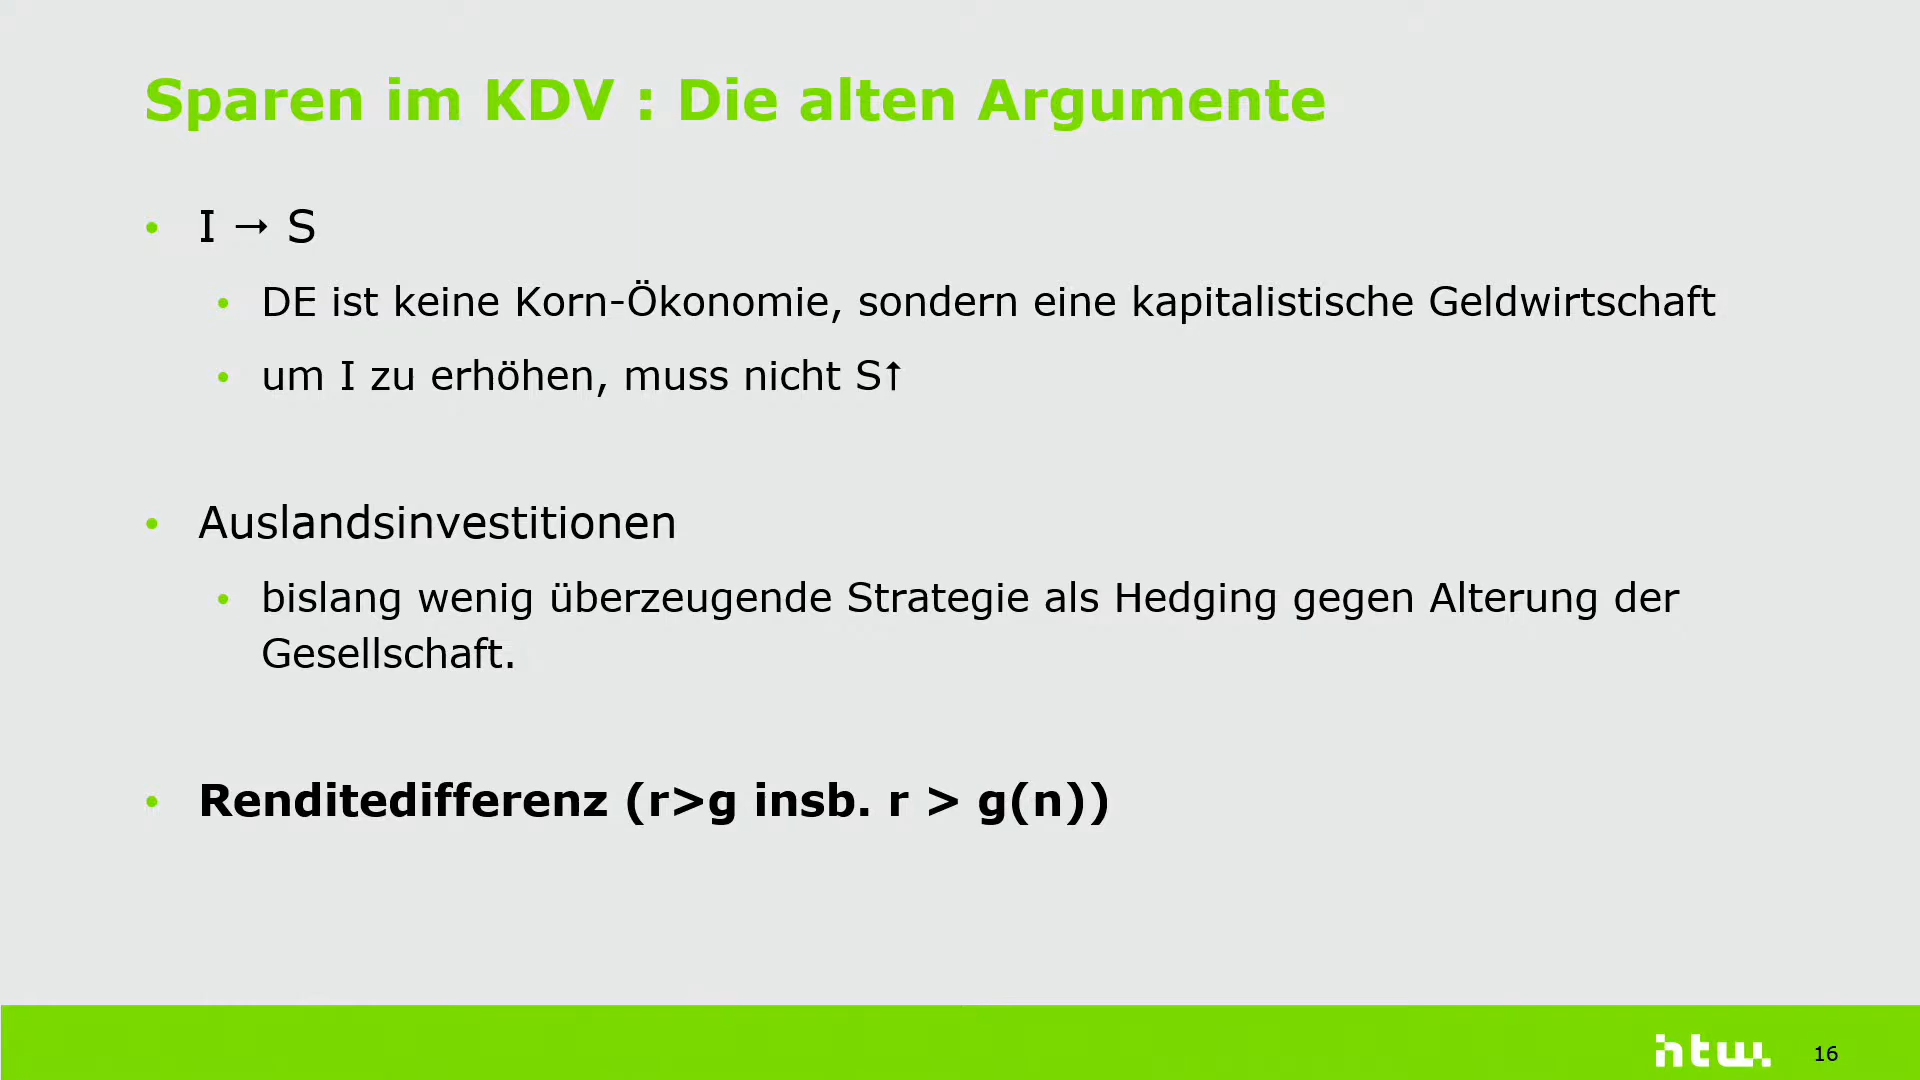 Sparen im KDV : Die alten Argumente
• I → S
• DE ist keine Korn-Ökonomie, sondern eine kapitalistische Geldwirtschaft
• um I zu erhöhen, muss nicht S↑
• Auslandsinvestitionen
• bislang wenig überzeugende Strategie als Hedging gegen Alterung der
Gesellschaft.
• Renditedifferenz (r>g insb. r > g(n))
htw.
16